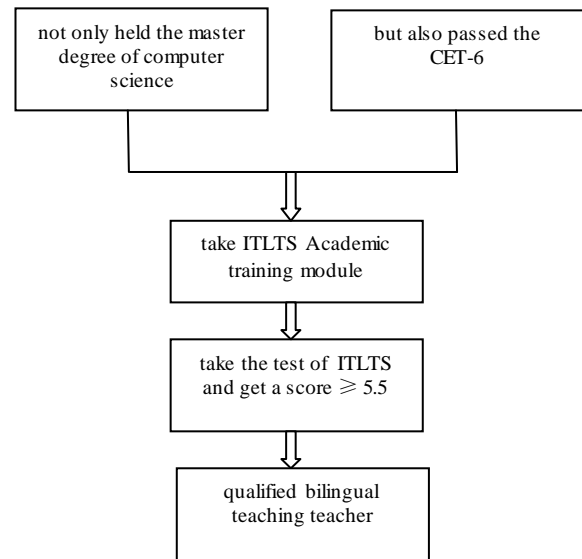 not only held the master
degree of computer
science
but also passed the
CET-6
take ITLTS Academic
training module
take the test of ITLTS
and get a score ≥ 5.5
qualified bilingual
teaching teacher